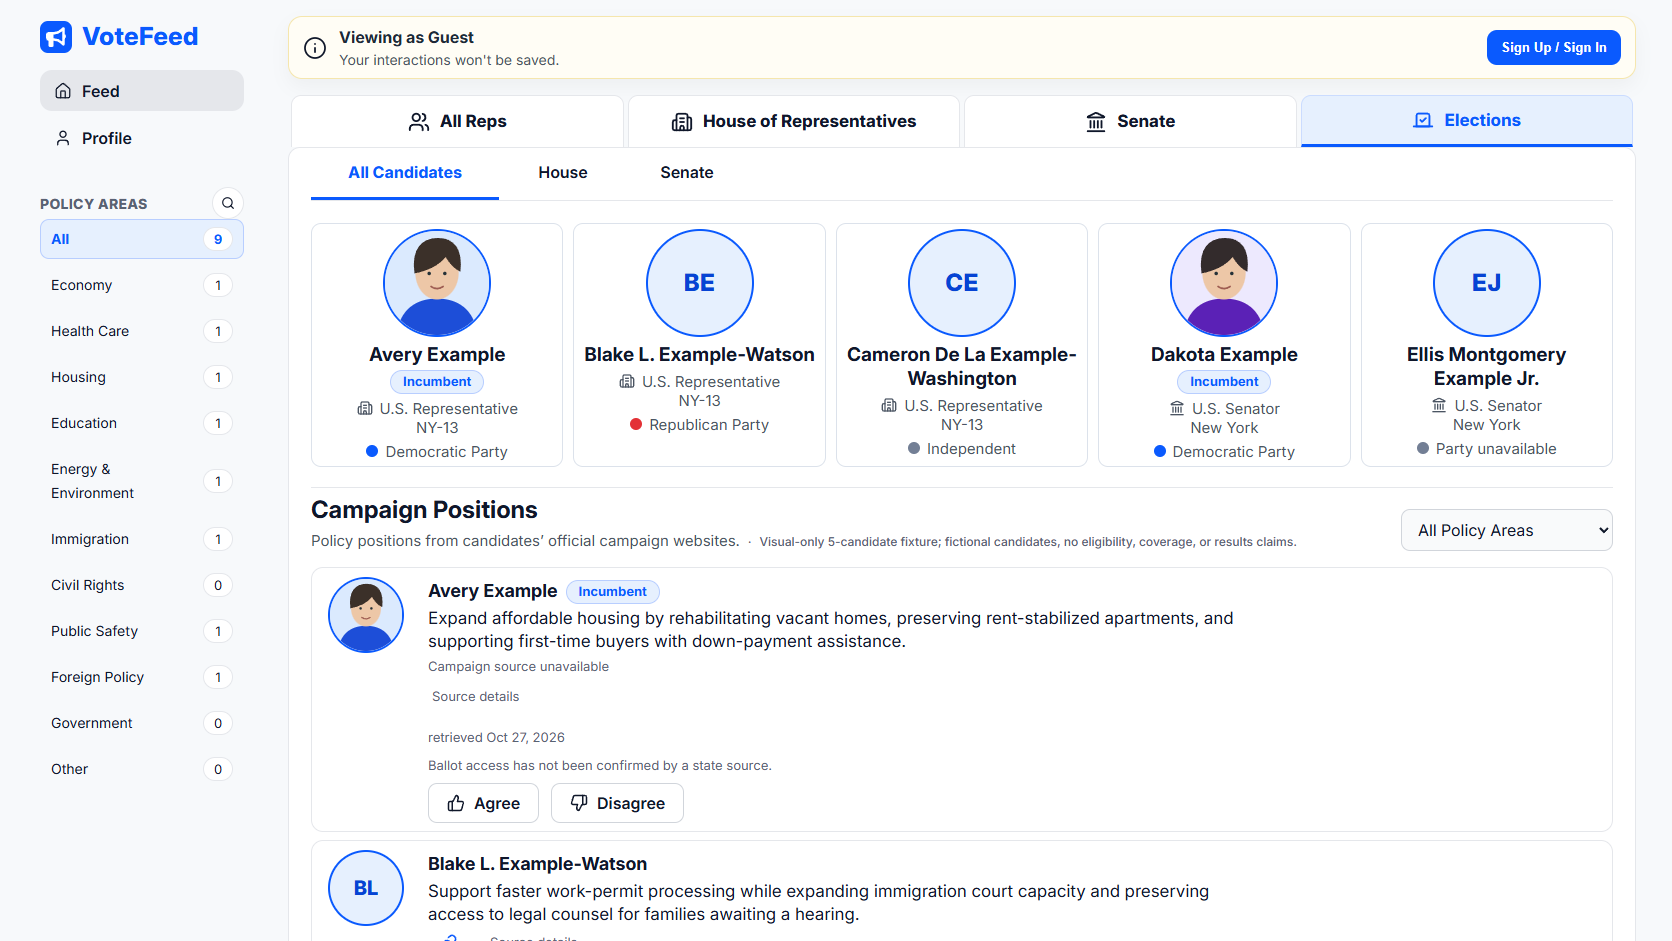 VoteFeed
Feed
Profile
POLICY AREAS
All 9
Economy 1
Health Care 1
Housing 1
Education 1
Energy &
Environment 1
Immigration 1
Civil Rights 0
Public Safety 1
Foreign Policy 1
Government 0
Other 0
Viewing as Guest
Your interactions won't be saved.
Sign Up / Sign In
All Reps
House of Representatives
Senate
Elections
All Candidates
House
Senate
Avery Example
Incumbent
U.S. Representative
NY-13
Democratic Party
BE
Blake L. Example-Watson
U.S. Representative
NY-13
Republican Party
CE
Cameron De La Example-
Washington
U.S. Representative
NY-13
Independent
Dakota Example
Incumbent
U.S. Senator
New York
Democratic Party
EJ
Ellis Montgomery
Example Jr.
U.S. Senator
New York
Party unavailable
Campaign Positions
Policy positions from candidates’ official campaign websites. · Visual-only 5-candidate fixture; fictional candidates, no eligibility, coverage, or results claims.
All Policy Areas
Avery Example Incumbent
Expand affordable housing by rehabilitating vacant homes, preserving rent-stabilized apartments, and
supporting first-time buyers with down-payment assistance.
Campaign source unavailable
Source details
retrieved Oct 27, 2026
Ballot access has not been confirmed by a state source.
Agree
Disagree
BL
Blake L. Example-Watson
Support faster work-permit processing while expanding immigration court capacity and preserving
access to legal counsel for families awaiting a hearing.
Source details